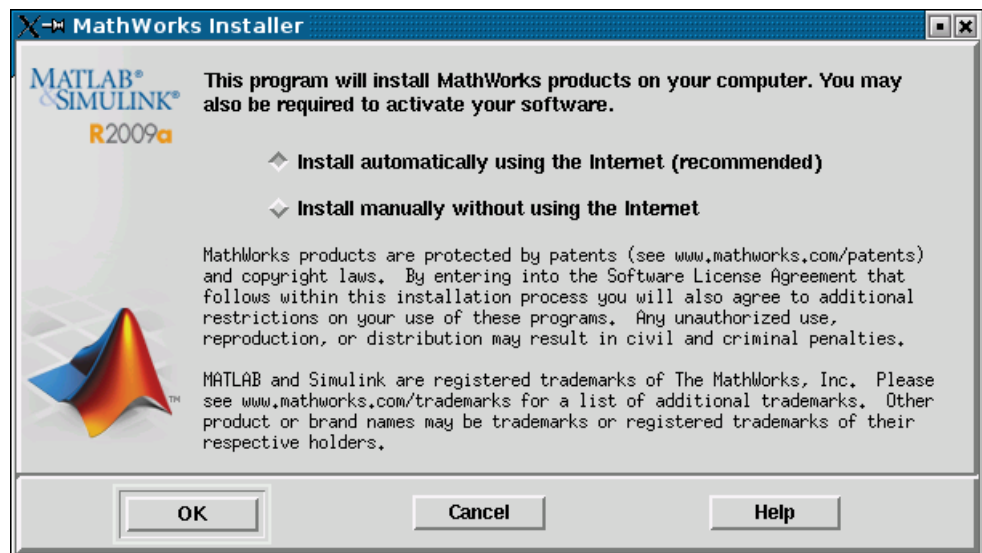 MathWorks Installer
MATLAB®
&SIMULINK®
R2009a
This program will install MathWorks products on your computer. You may
also be required to activate your software.
Install automatically using the Internet (recommended)
Install manually without using the Internet
MathWorks products are protected by patents (see www.mathworks.com/patents)
and copyright laws. By entering into the Software License Agreement that
follows within this installation process you will also agree to additional
restrictions on your use of these programs. Any unauthorized use,
reproduction, or distribution may result in civil and criminal penalties.
MATLAB and Simulink are registered trademarks of The MathWorks, Inc. Please
see www.mathworks.com/trademarks for a list of additional trademarks. Other
product or brand names may be trademarks or registered trademarks of their
respective holders.
TM
OK
Cancel
Help